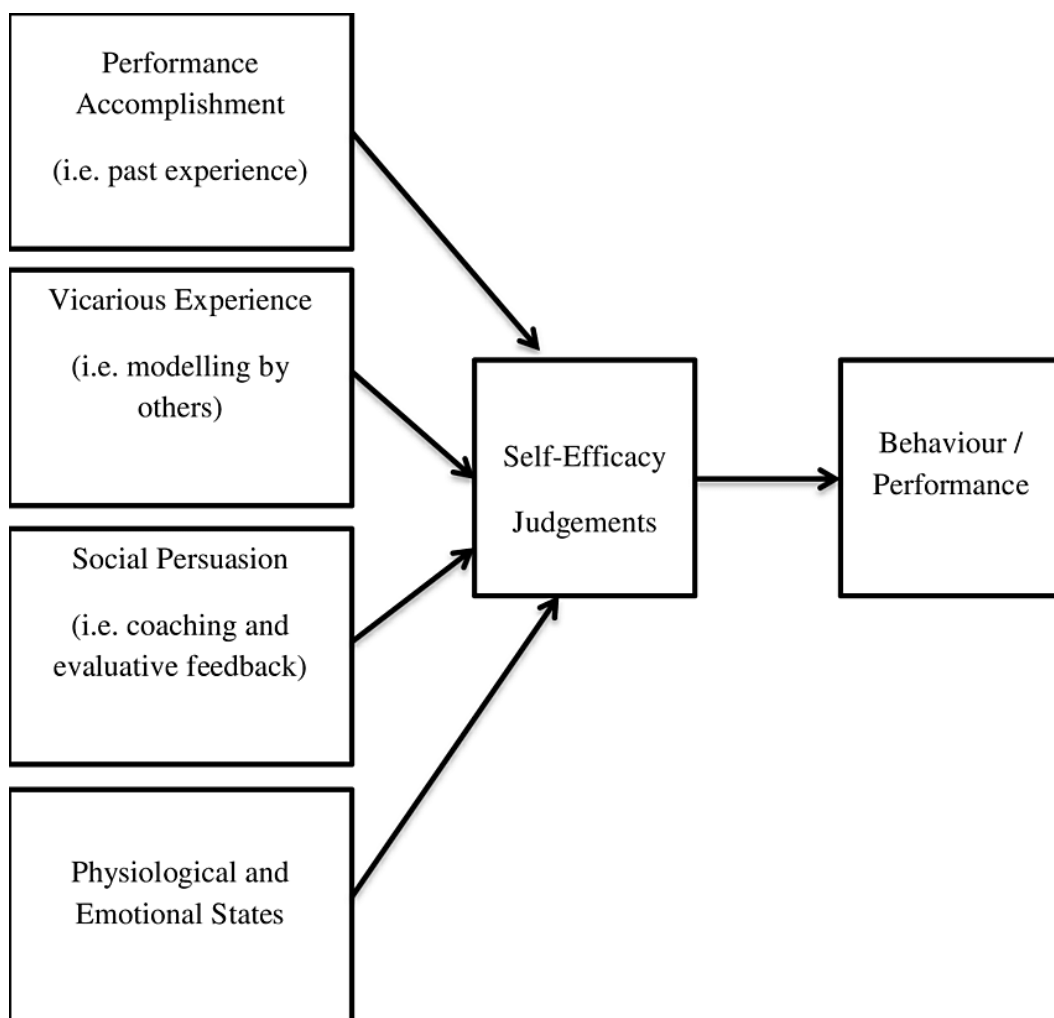 Performance
Accomplishment
(i.e. past experience)
Vicarious Experience
(i.e. modelling by
others)
Social Persuasion
(i.e. coaching and
evaluative feedback)
Physiological and
Emotional States
Self-Efficacy
Judgements
Behaviour /
Performance